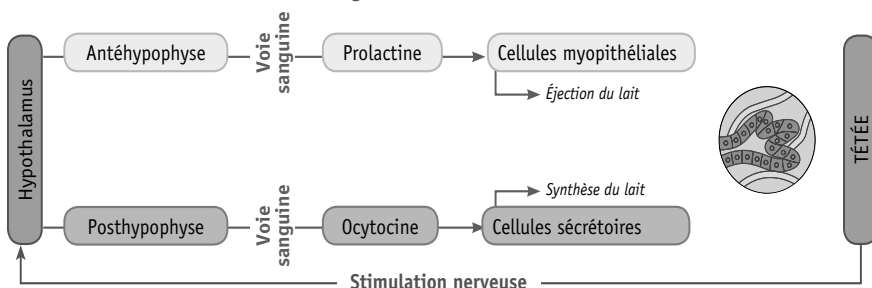 Hypothalamus
Antéhypophyse
Voie
sanguine
Prolactine
Cellules myopithéliales
Éjection du lait
TÉTÉE
Synthèse du lait
Posthypophyse
Voie
sanguine
Ocytocine
Cellules sécrétoires
Stimulation nerveuse